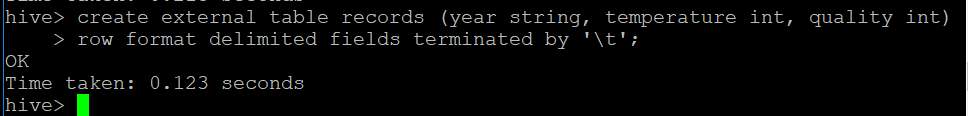 hive> create external table records (year string, temperature int, quality int)
    > row format delimited fields terminated by '\t';
OK
Time taken: 0.123 seconds
hive>